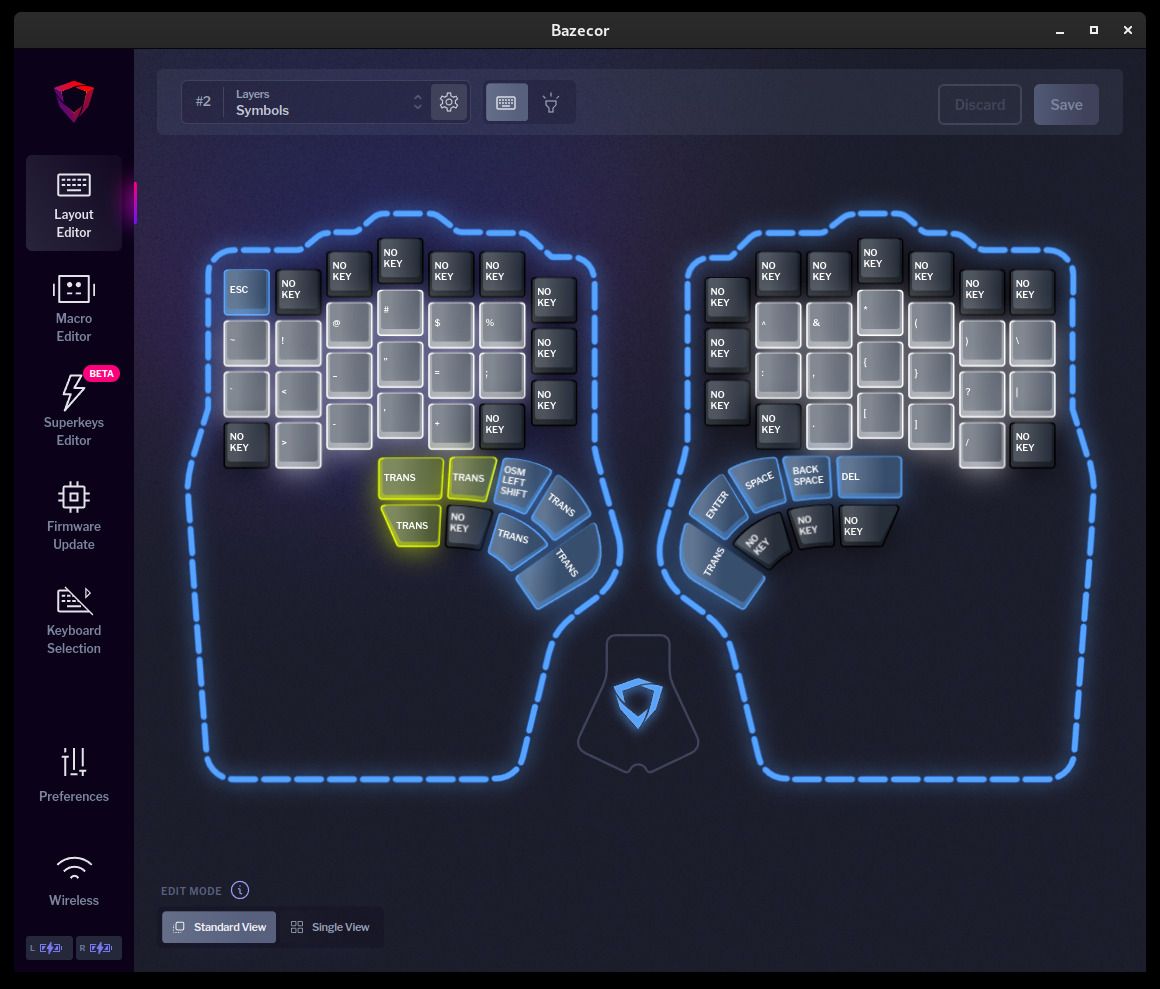 Bazecor
#2
Layers
Symbols
Discard
Save
Layout
Editor
Macro
Editor
BETA
Superkeys
Editor
Firmware
Update
Keyboard
Selection
Preferences
Wireless
L
R
ESC
NO
KEY
NO
KEY
NO
KEY
NO
KEY
NO
KEY
NO
KEY
~
!
@
#
$
%
NO
KEY
`
<
_
"
=
;
NO
KEY
NO
KEY
>
-
'
+
NO
KEY
TRANS
TRANS
OSM
LEFT
SHIFT
TRANS
TRANS
NO
KEY
TRANS
TRANS
NO
KEY
NO
KEY
NO
KEY
NO
KEY
NO
KEY
NO
KEY
NO
KEY
^
&
*
(
)
\
NO
KEY
:
,
{
}
?
|
NO
KEY
NO
KEY
.
[
]
/
NO
KEY
ENTER
SPACE
BACK
SPACE
DEL
TRANS
NO
KEY
NO
KEY
NO
KEY
EDIT MODE
Standard View
Single View